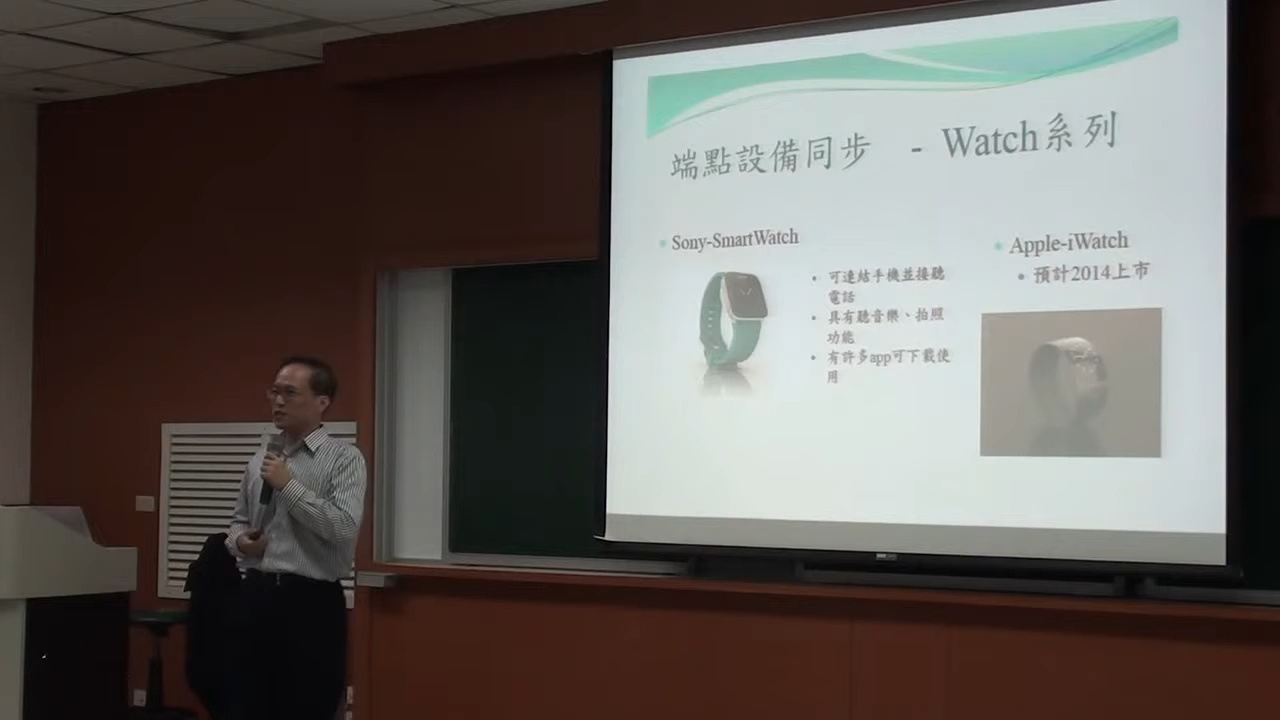 端點設備同步 - Watch系列
Sony-SmartWatch
可連結手機並接聽
電話
具有聽音樂、拍照
功能
有許多app可下載使
用
Apple-iWatch
預計2014上市